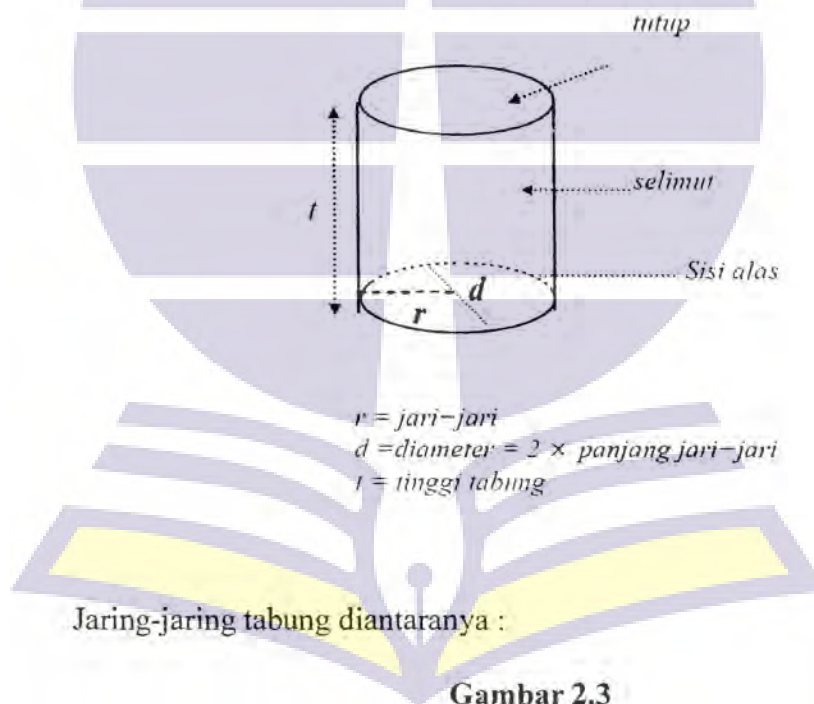 tutup
t
selimut
Sisi alas
d
r
r = jari-jari
d =diameter = 2 × panjang jari-jari
t = tinggi tabung
Jaring-jaring tabung diantaranya :
Gambar 2.3